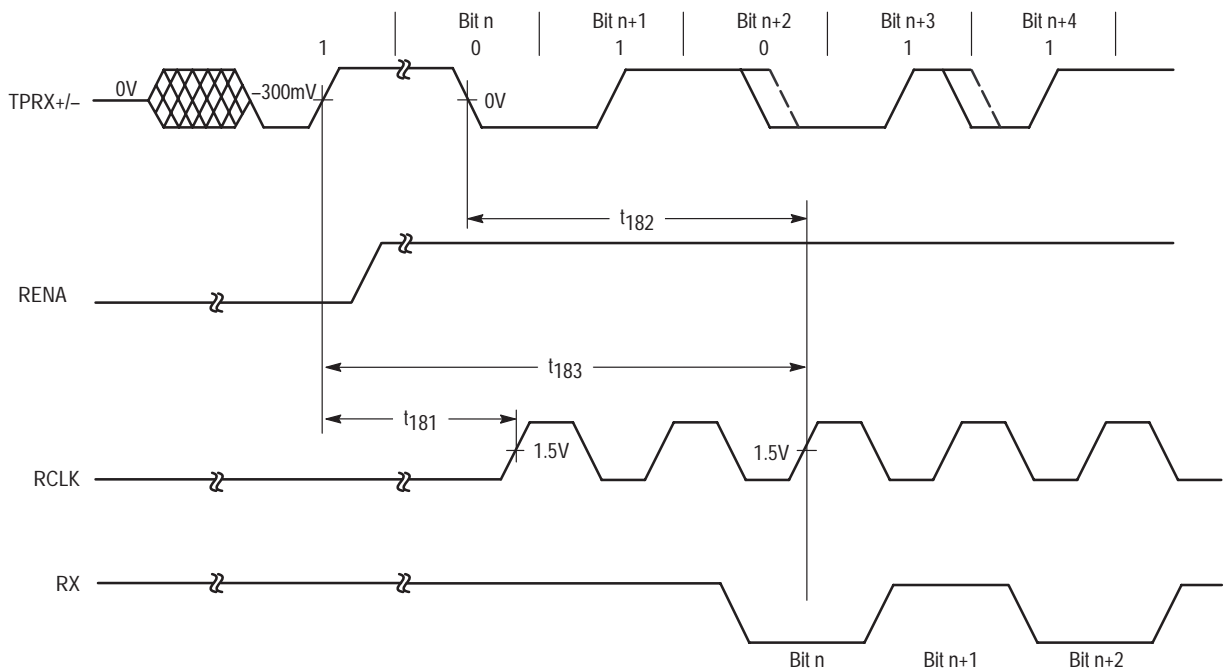 Bit n Bit n+1 Bit n+2 Bit n+3 Bit n+4
1 0 1 0 1 1
TPRX+/– 0V –300mV 0V
t182
RENA
t183
t181
RCLK 1.5V 1.5V
RX
Bit n Bit n+1 Bit n+2